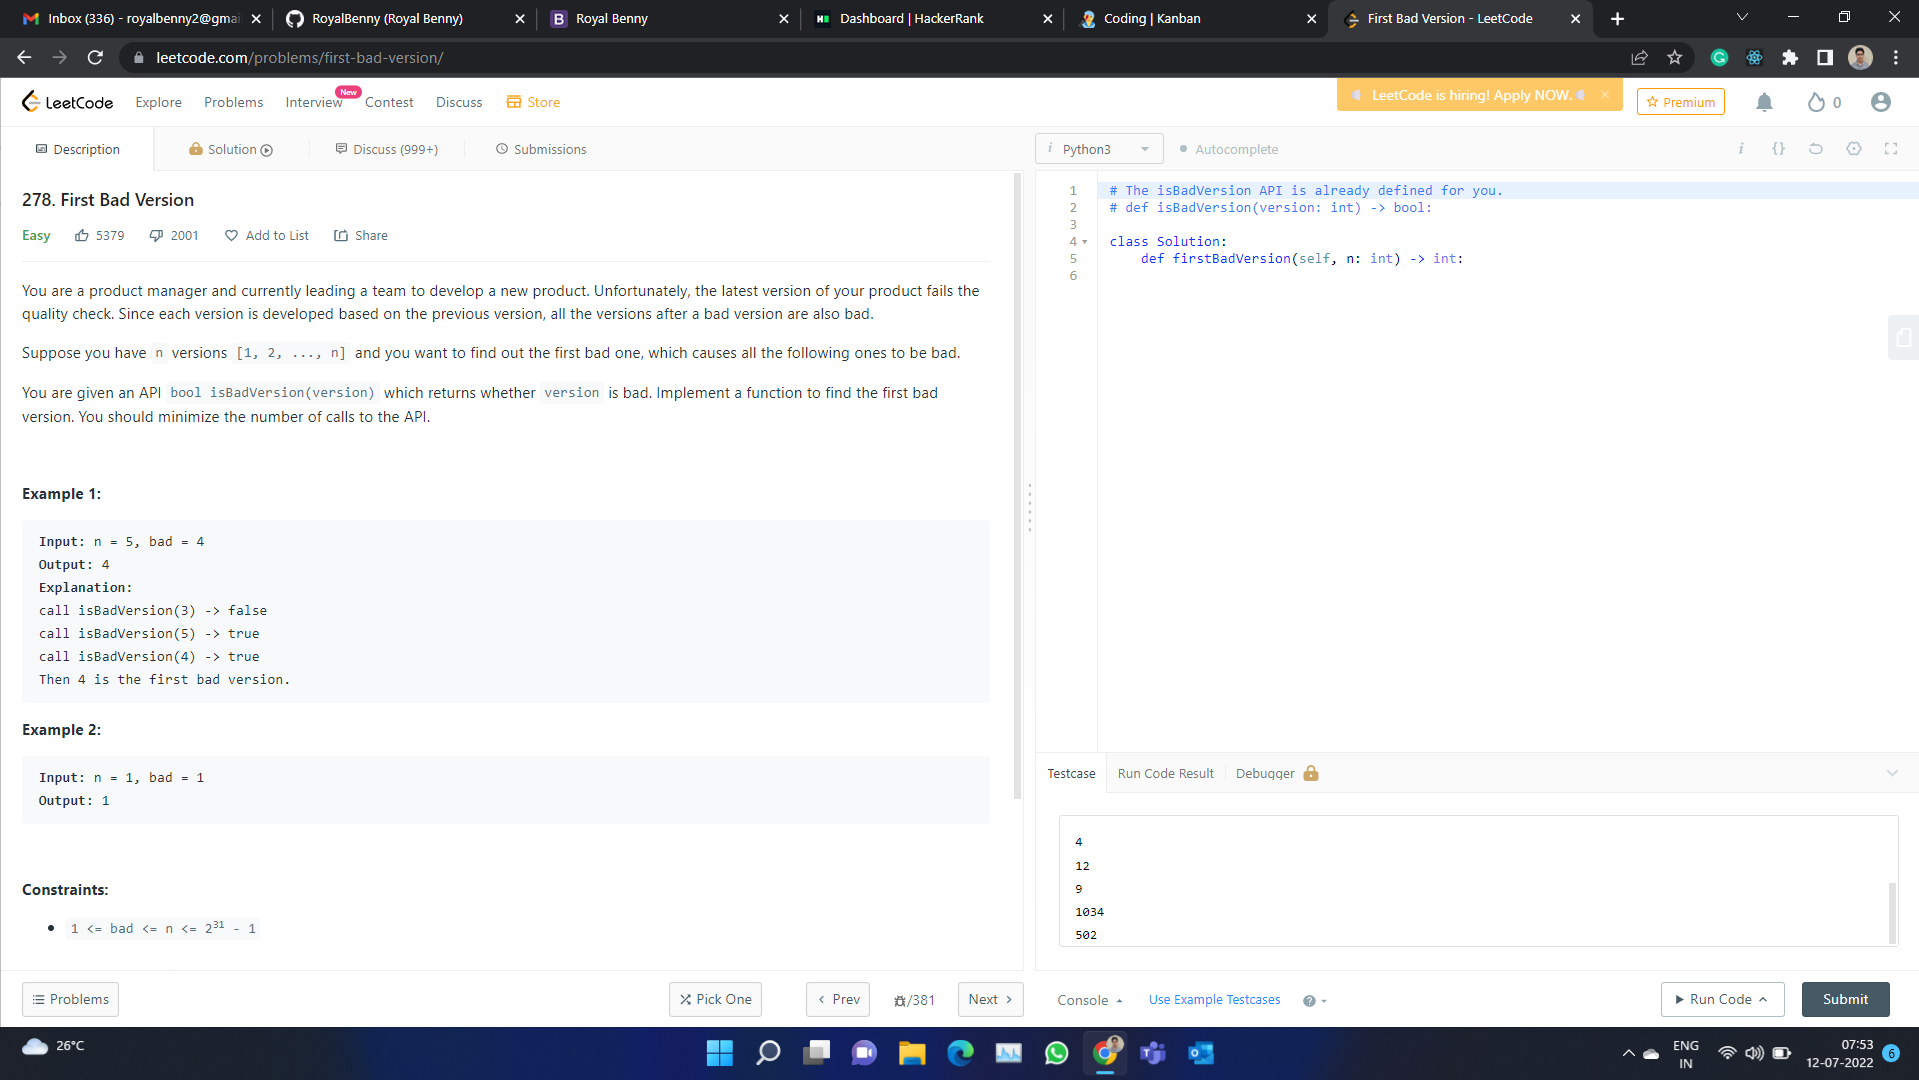 Inbox (336) - royalbenny2@gmai
RoyalBenny (Royal Benny)
Royal Benny
Dashboard | HackerRank
Coding | Kanban
First Bad Version - LeetCode
leetcode.com/problems/first-bad-version/
LeetCode
Explore
Problems
Interview
New
Contest
Discuss
Store
LeetCode is hiring! Apply NOW.
Premium
0
Description
Solution
Discuss (999+)
Submissions
i Python3
Autocomplete
i {}
278. First Bad Version
Easy 5379 2001 Add to List Share
You are a product manager and currently leading a team to develop a new product. Unfortunately, the latest version of your product fails the
quality check. Since each version is developed based on the previous version, all the versions after a bad version are also bad.
Suppose you have n versions [1, 2, ..., n] and you want to find out the first bad one, which causes all the following ones to be bad.
You are given an API bool isBadVersion(version) which returns whether version is bad. Implement a function to find the first bad
version. You should minimize the number of calls to the API.
Example 1:
Input: n = 5, bad = 4
Output: 4
Explanation:
call isBadVersion(3) -> false
call isBadVersion(5) -> true
call isBadVersion(4) -> true
Then 4 is the first bad version.
Example 2:
Input: n = 1, bad = 1
Output: 1
Constraints:
1 <= bad <= n <= 2^31 - 1
1 # The isBadVersion API is already defined for you.
2 # def isBadVersion(version: int) -> bool:
3
4 class Solution:
5 def firstBadVersion(self, n: int) -> int:
6
Testcase
Run Code Result
Debugger
4
12
9
1034
502
Problems
Pick One
Prev
/381
Next
Console
Use Example Testcases
Run Code
Submit
26°C
ENG
IN
07:53
12-07-2022
6